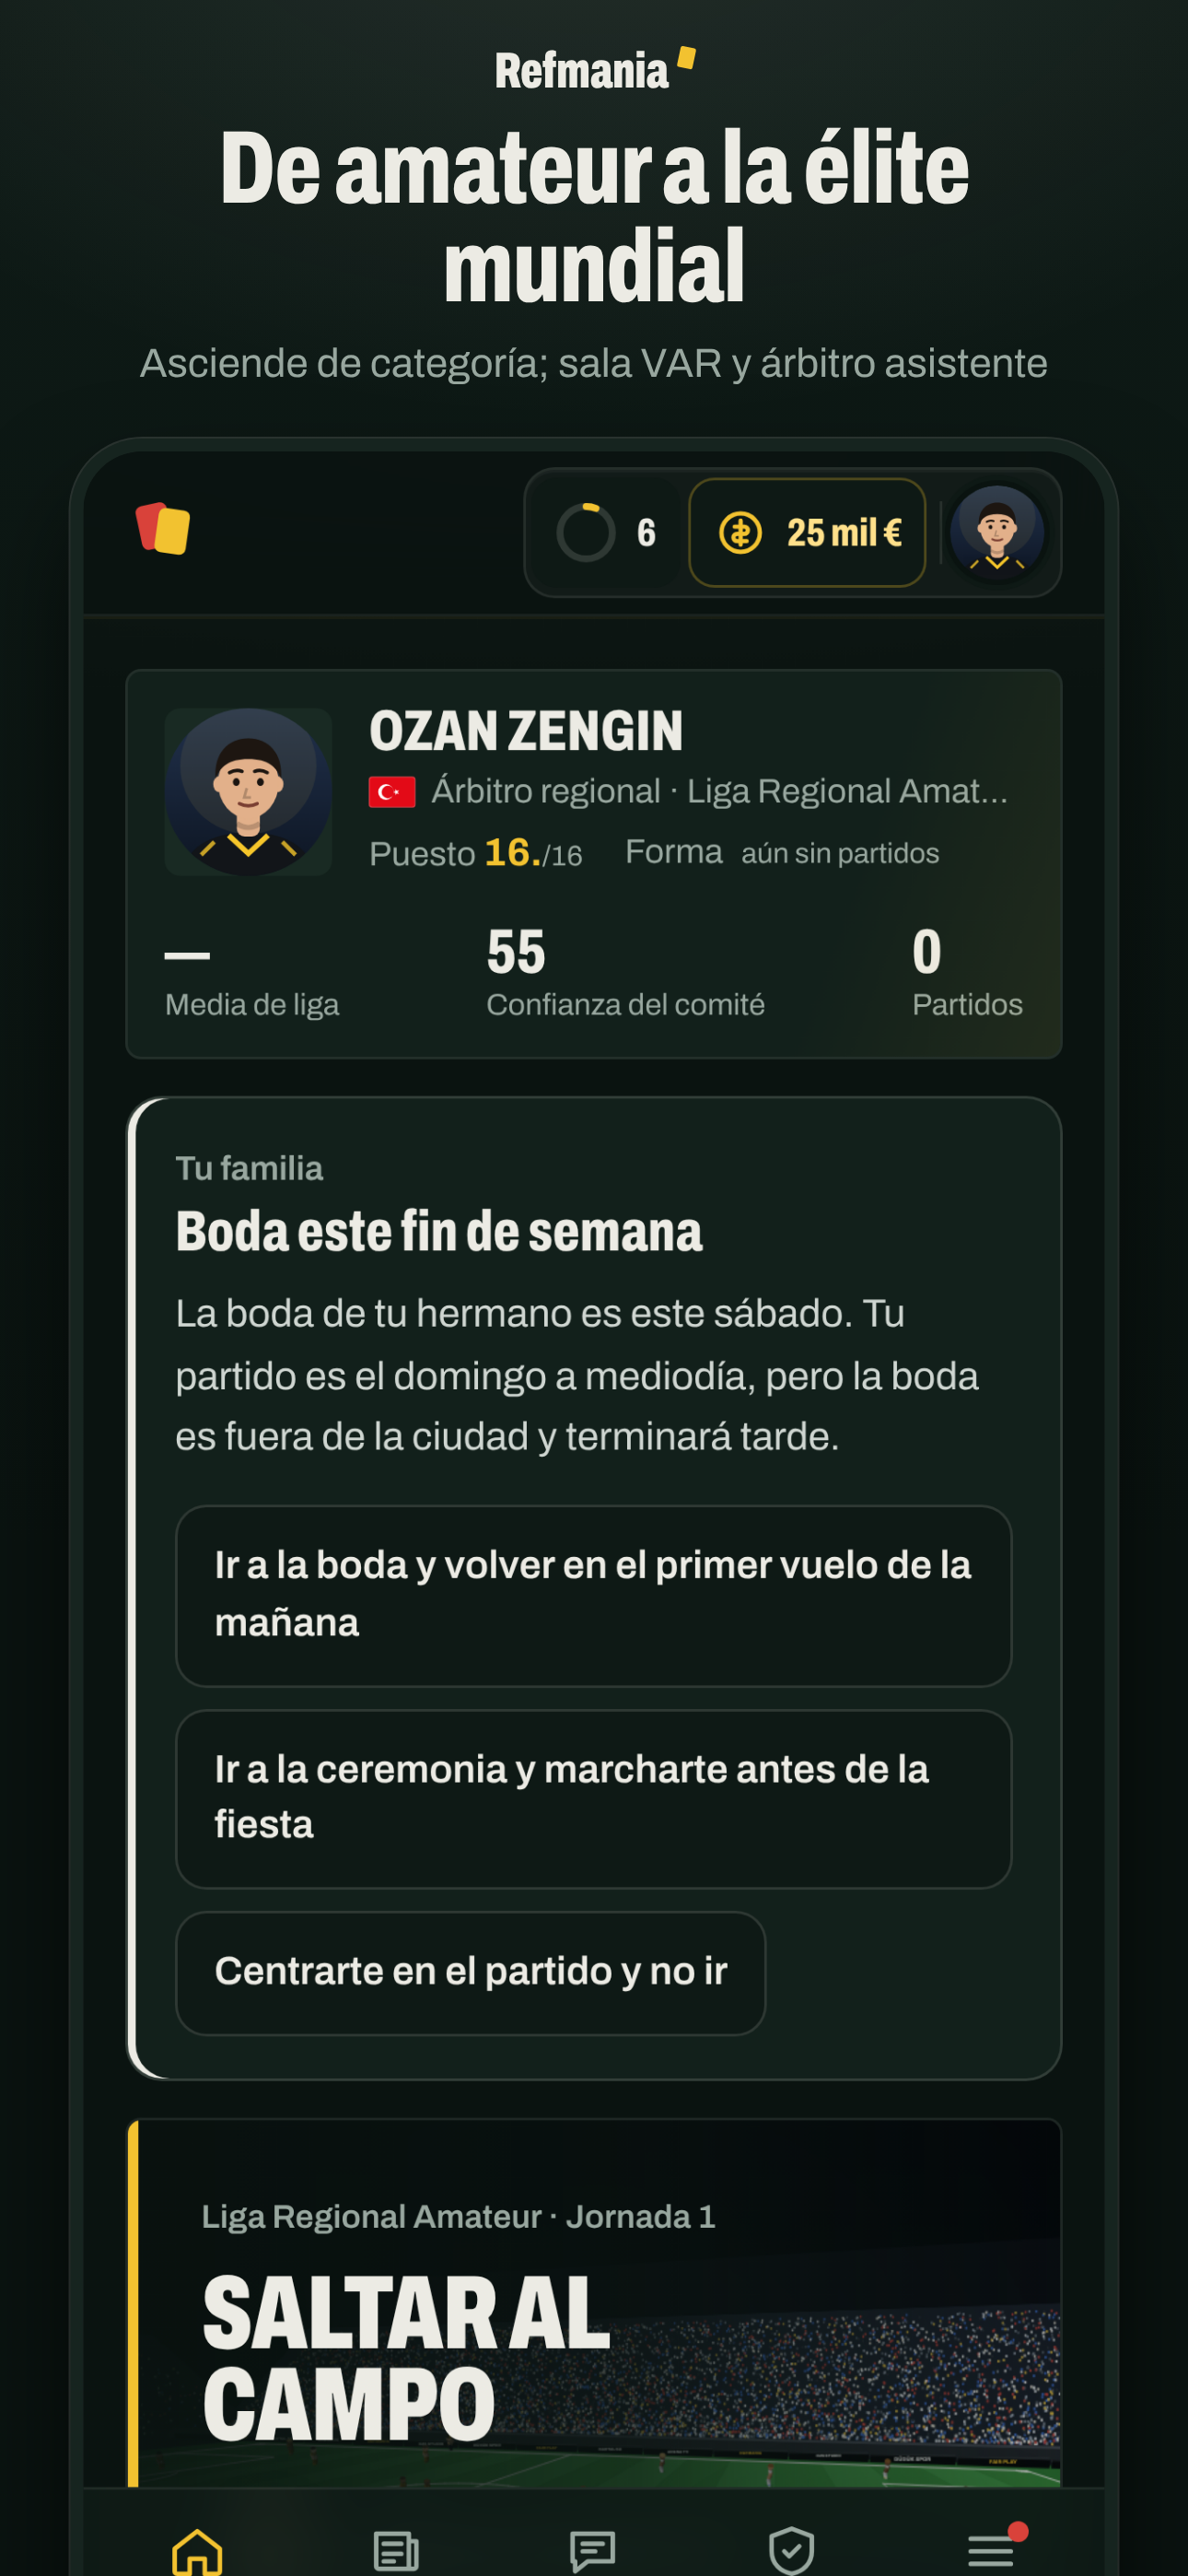 Refmania
De amateur a la élite
mundial
Asciende de categoría; sala VAR y árbitro asistente
6
25 mil €
OZAN ZENGIN
Árbitro regional · Liga Regional Amat...
Puesto 16./16 Forma aún sin partidos
— 55 0
Media de liga Confianza del comité Partidos
Tu familia
Boda este fin de semana
La boda de tu hermano es este sábado. Tu
partido es el domingo a mediodía, pero la boda
es fuera de la ciudad y terminará tarde.
Ir a la boda y volver en el primer vuelo de la
mañana
Ir a la ceremonia y marcharte antes de la
fiesta
Centrarte en el partido y no ir
Liga Regional Amateur · Jornada 1
SALTAR AL
CAMPO